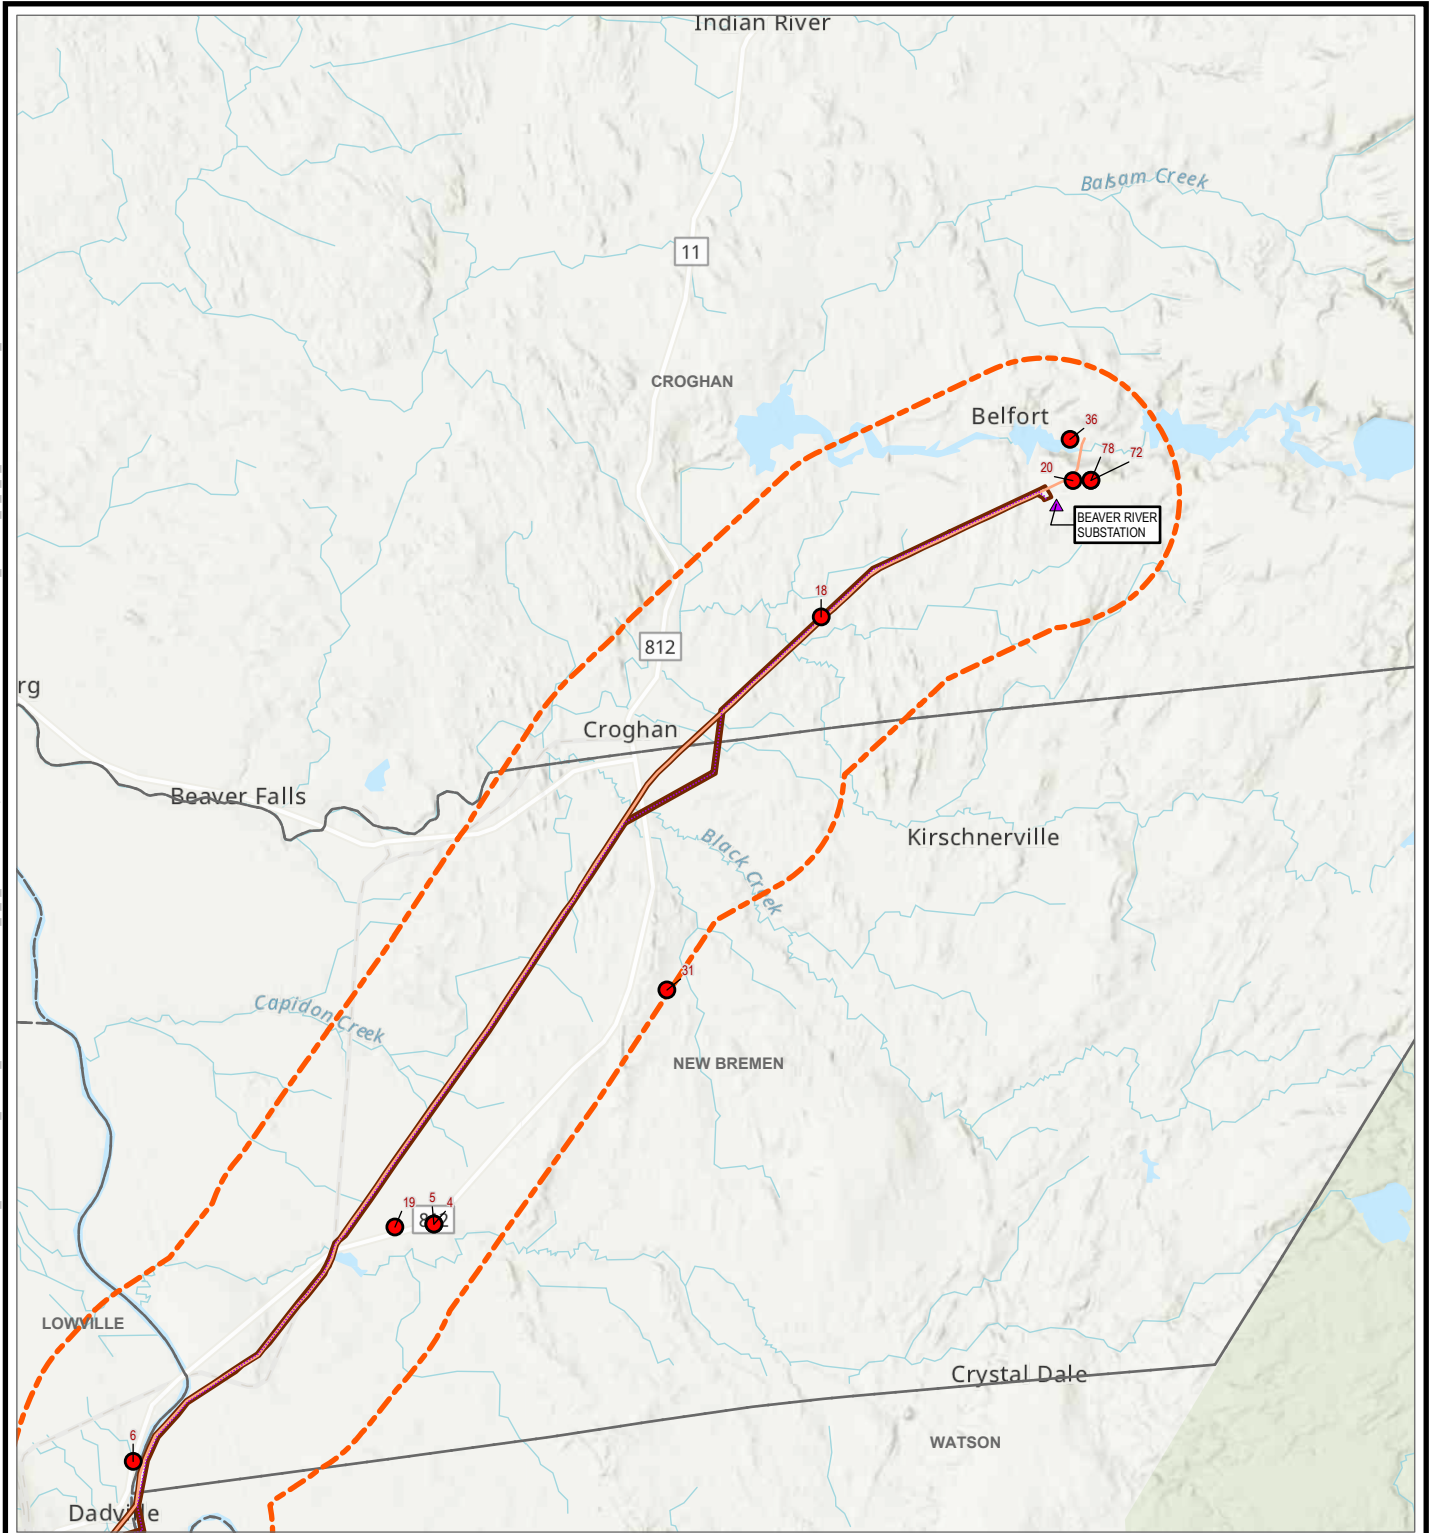 Indian River
Balsam Creek
11
CROGHAN
Belfort
36
78
72
20
BEAVER RIVER
SUBSTATION
18
812
rg
Croghan
Beaver Falls
Black Creek
Kirschnerville
31
Capidon Creek
NEW BREMEN
19
5
4
812
LOWVILLE
Crystal Dale
WATSON
6
Dadville